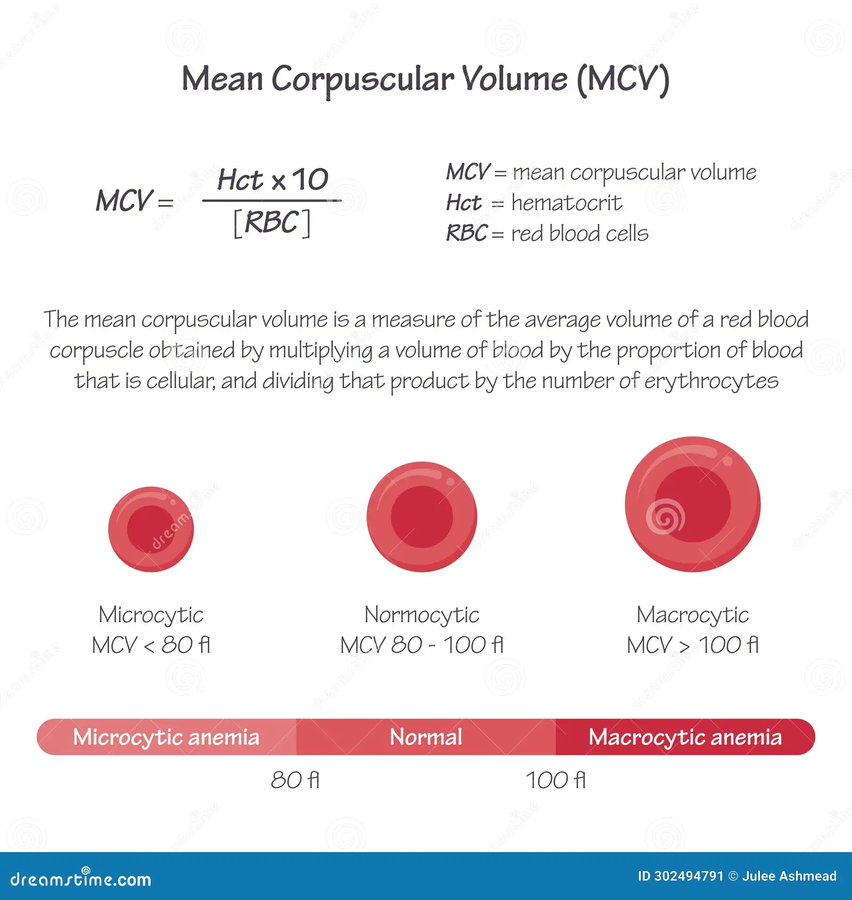 Mean Corpuscular Volume (MCV)
MCV = Hct x 10
[RBC]
MCV = mean corpuscular volume
Hct = hematocrit
RBC = red blood cells
The mean corpuscular volume is a measure of the average volume of a red blood
corpuscle obtained by multiplying a volume of blood by the proportion of blood
that is cellular, and dividing that product by the number of erythrocytes
Microcytic
MCV < 80 fl
Normocytic
MCV 80 - 100 fl
Macrocytic
MCV > 100 fl
Microcytic anemia
Normal
Macrocytic anemia
80 fl
100 fl
dreamstime.com
ID 302494791 © Julee Ashmead